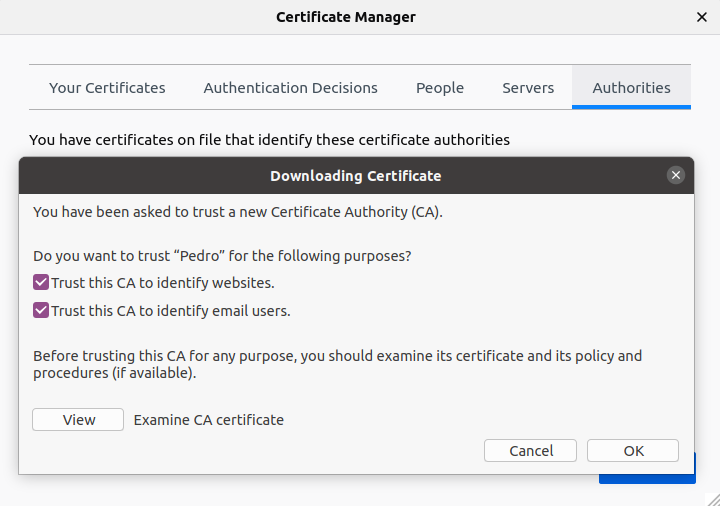 Certificate Manager
Your Certificates
Authentication Decisions
People
Servers
Authorities
You have certificates on file that identify these certificate authorities
Downloading Certificate
You have been asked to trust a new Certificate Authority (CA).
Do you want to trust “Pedro” for the following purposes?
Trust this CA to identify websites.
Trust this CA to identify email users.
Before trusting this CA for any purpose, you should examine its certificate and its policy and
procedures (if available).
View
Examine CA certificate
Cancel
OK